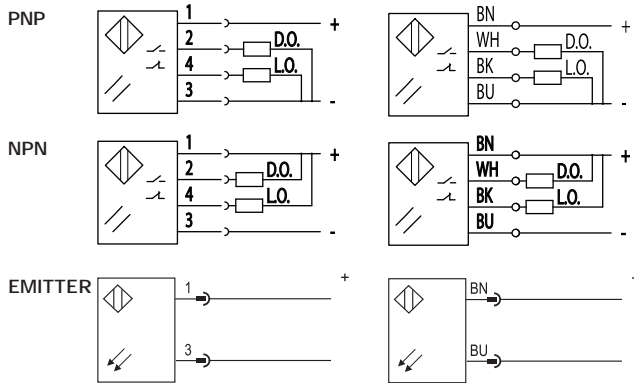 PNP
1 +
2 D.O.
4 L.O.
3 -
BN +
WH D.O.
BK L.O.
BU -
NPN
1 +
2 D.O.
4 L.O.
3 -
BN +
WH D.O.
BK L.O.
BU -
EMITTER
1 +
3
BN
BU